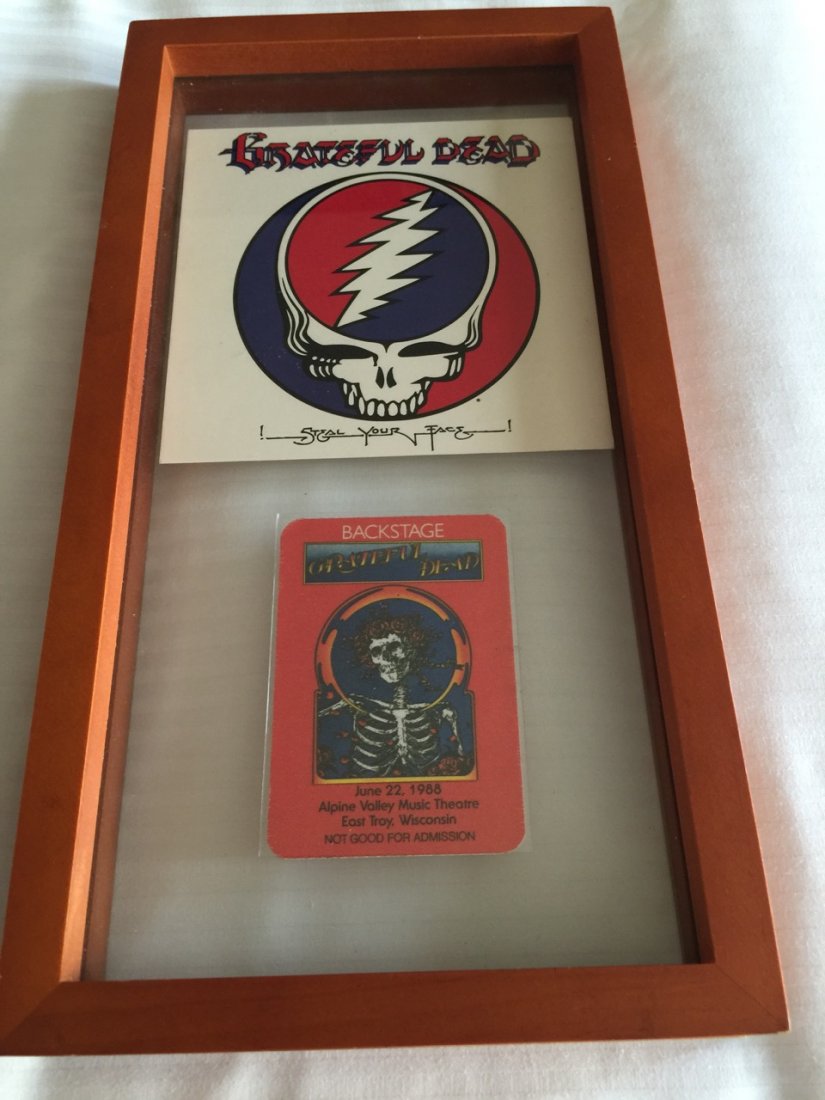 GRATEFUL DEAD
! STEAL YOUR FACE !
BACKSTAGE
GRATEFUL
DEAD
June 22, 1988
Alpine Valley Music Theatre
East Troy, Wisconsin
NOT GOOD FOR ADMISSION